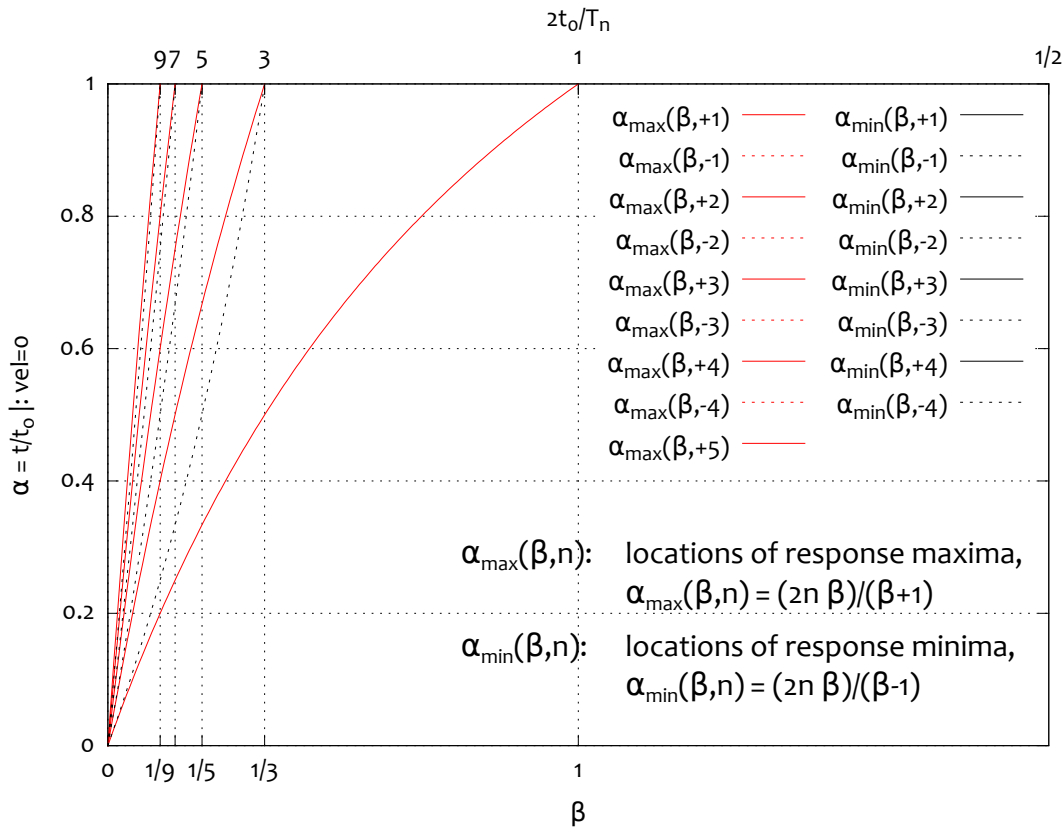 2t₀/Tₙ
9 7 5 3 1 1/2
α = t/t₀ |: vel=0
1
0.8
0.6
0.4
0.2
0
αmax(β,+1) αmin(β,+1)
αmax(β,-1) αmin(β,-1)
αmax(β,+2) αmin(β,+2)
αmax(β,-2) αmin(β,-2)
αmax(β,+3) αmin(β,+3)
αmax(β,-3) αmin(β,-3)
αmax(β,+4) αmin(β,+4)
αmax(β,-4) αmin(β,-4)
αmax(β,+5)
αmax(β,n): locations of response maxima,
αmax(β,n) = (2n β)/(β+1)
αmin(β,n): locations of response minima,
αmin(β,n) = (2n β)/(β-1)
0 1/9 1/5 1/3 1
β